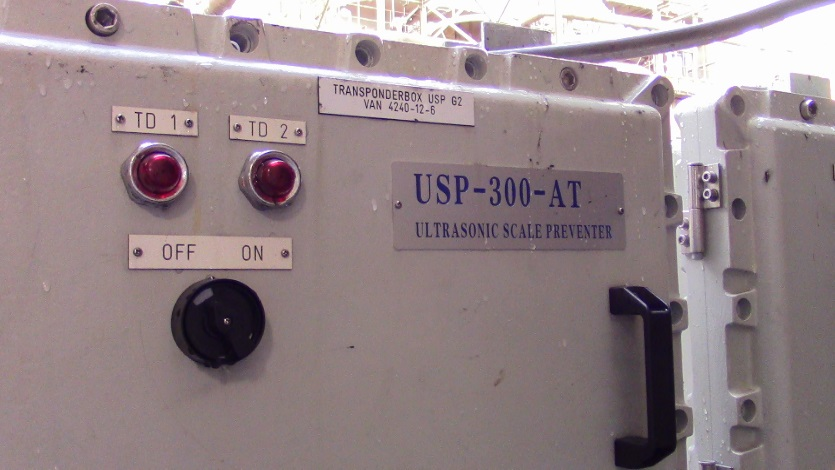 TRANSPONDERBOX USP G2
VAN 4240-12-6
TD 1
TD 2
USP-300-AT
ULTRASONIC SCALE PREVENTER
OFF ON